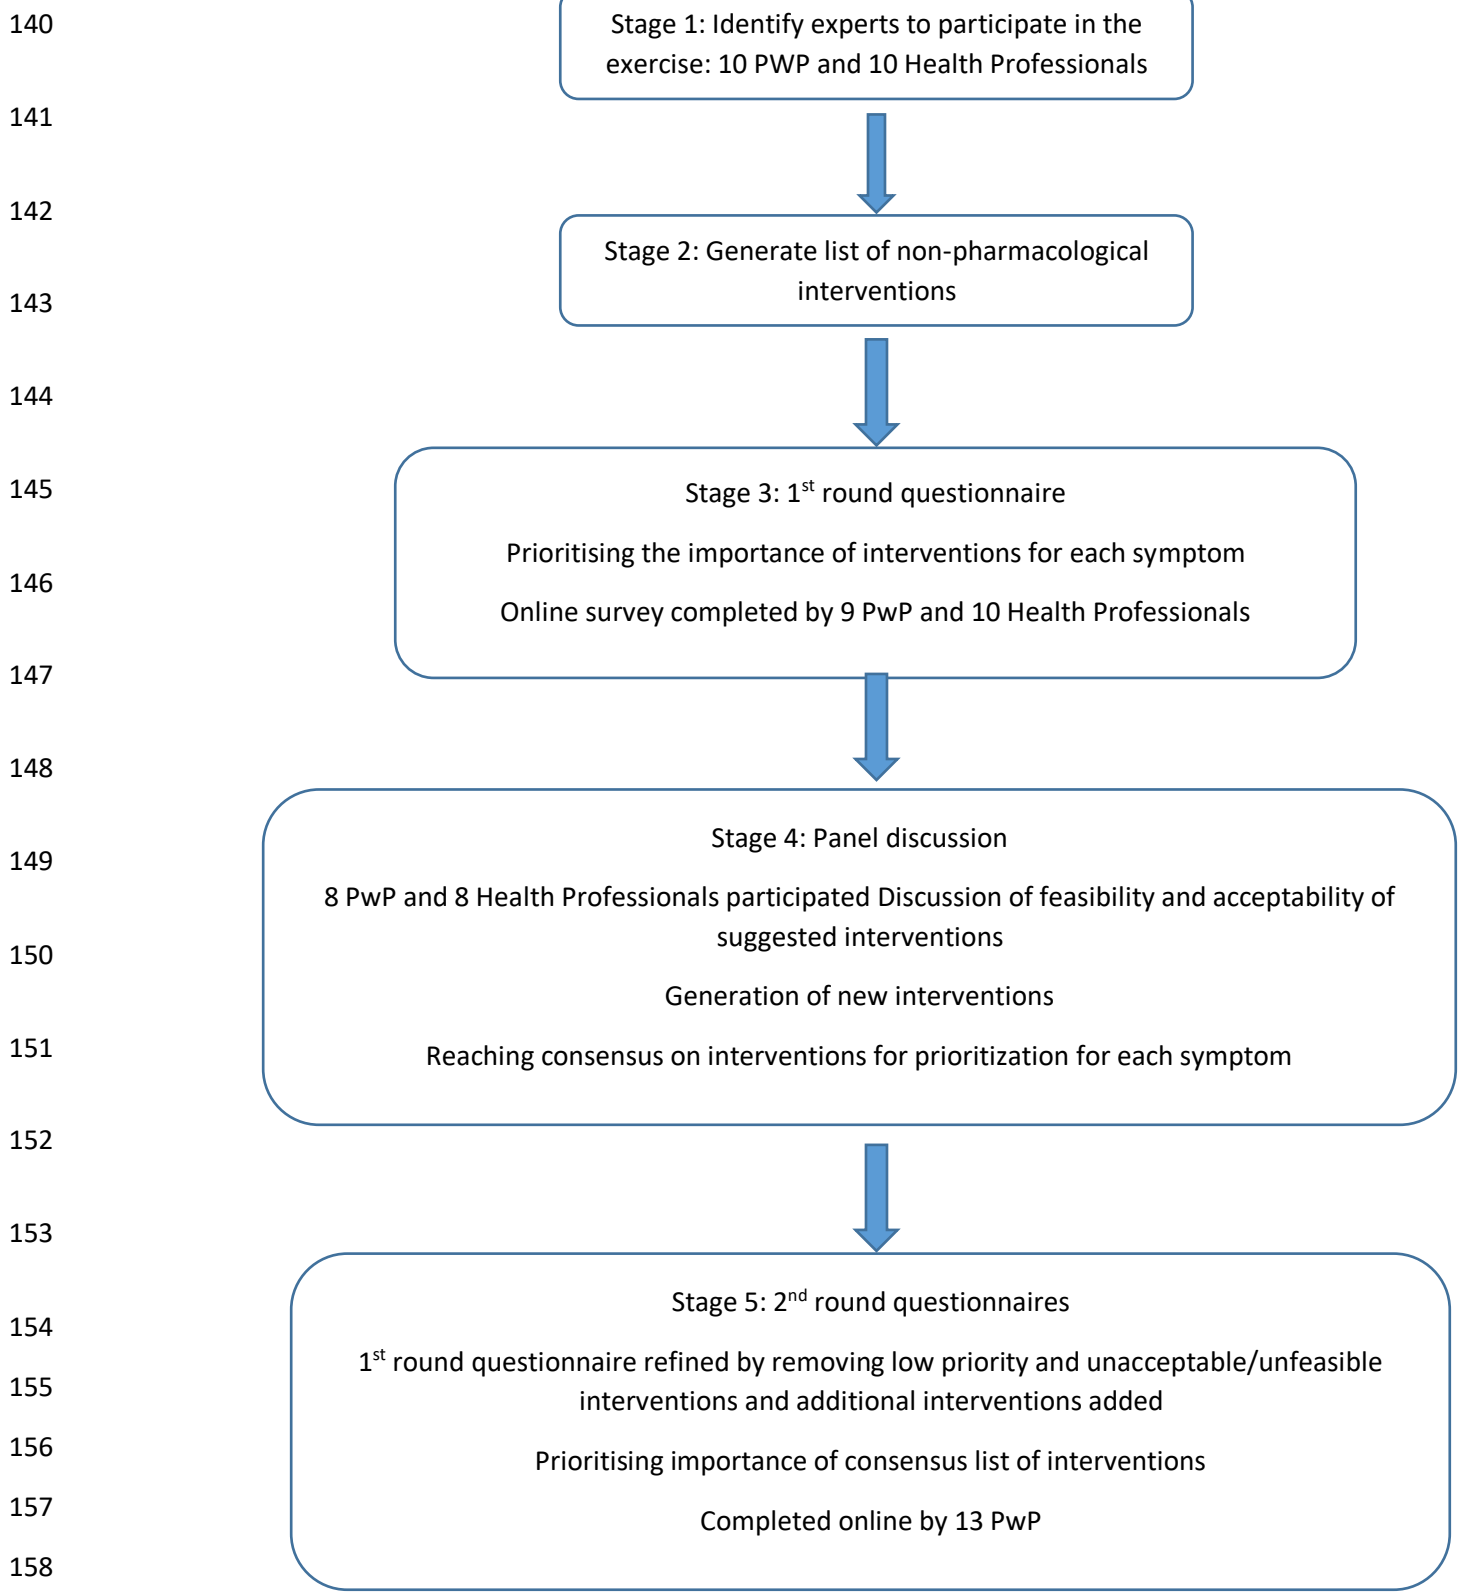 140
Stage 1: Identify experts to participate in the
exercise: 10 PWP and 10 Health Professionals
141
142
Stage 2: Generate list of non-pharmacological
interventions
143
144
145
Stage 3: 1st round questionnaire
Prioritising the importance of interventions for each symptom
146
Online survey completed by 9 PwP and 10 Health Professionals
147
148
Stage 4: Panel discussion
149
8 PwP and 8 Health Professionals participated Discussion of feasibility and acceptability of
suggested interventions
150
Generation of new interventions
151
Reaching consensus on interventions for prioritization for each symptom
152
153
Stage 5: 2nd round questionnaires
154
1st round questionnaire refined by removing low priority and unacceptable/unfeasible
155
interventions and additional interventions added
156
Prioritising importance of consensus list of interventions
157
Completed online by 13 PwP
158